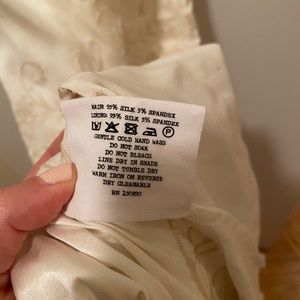 MAIN: 95% SILK 5% SPANDEX
LINING: 95% SILK 5% SPANDEX
P
GENTLE COLD HAND WASH
DO NOT SOAK
DO NOT BLEACH
LINE DRY IN SHADE
DO NOT TUMBLE DRY
WARM IRON ON REVERSE
DRY CLEANABLE
RN 150890